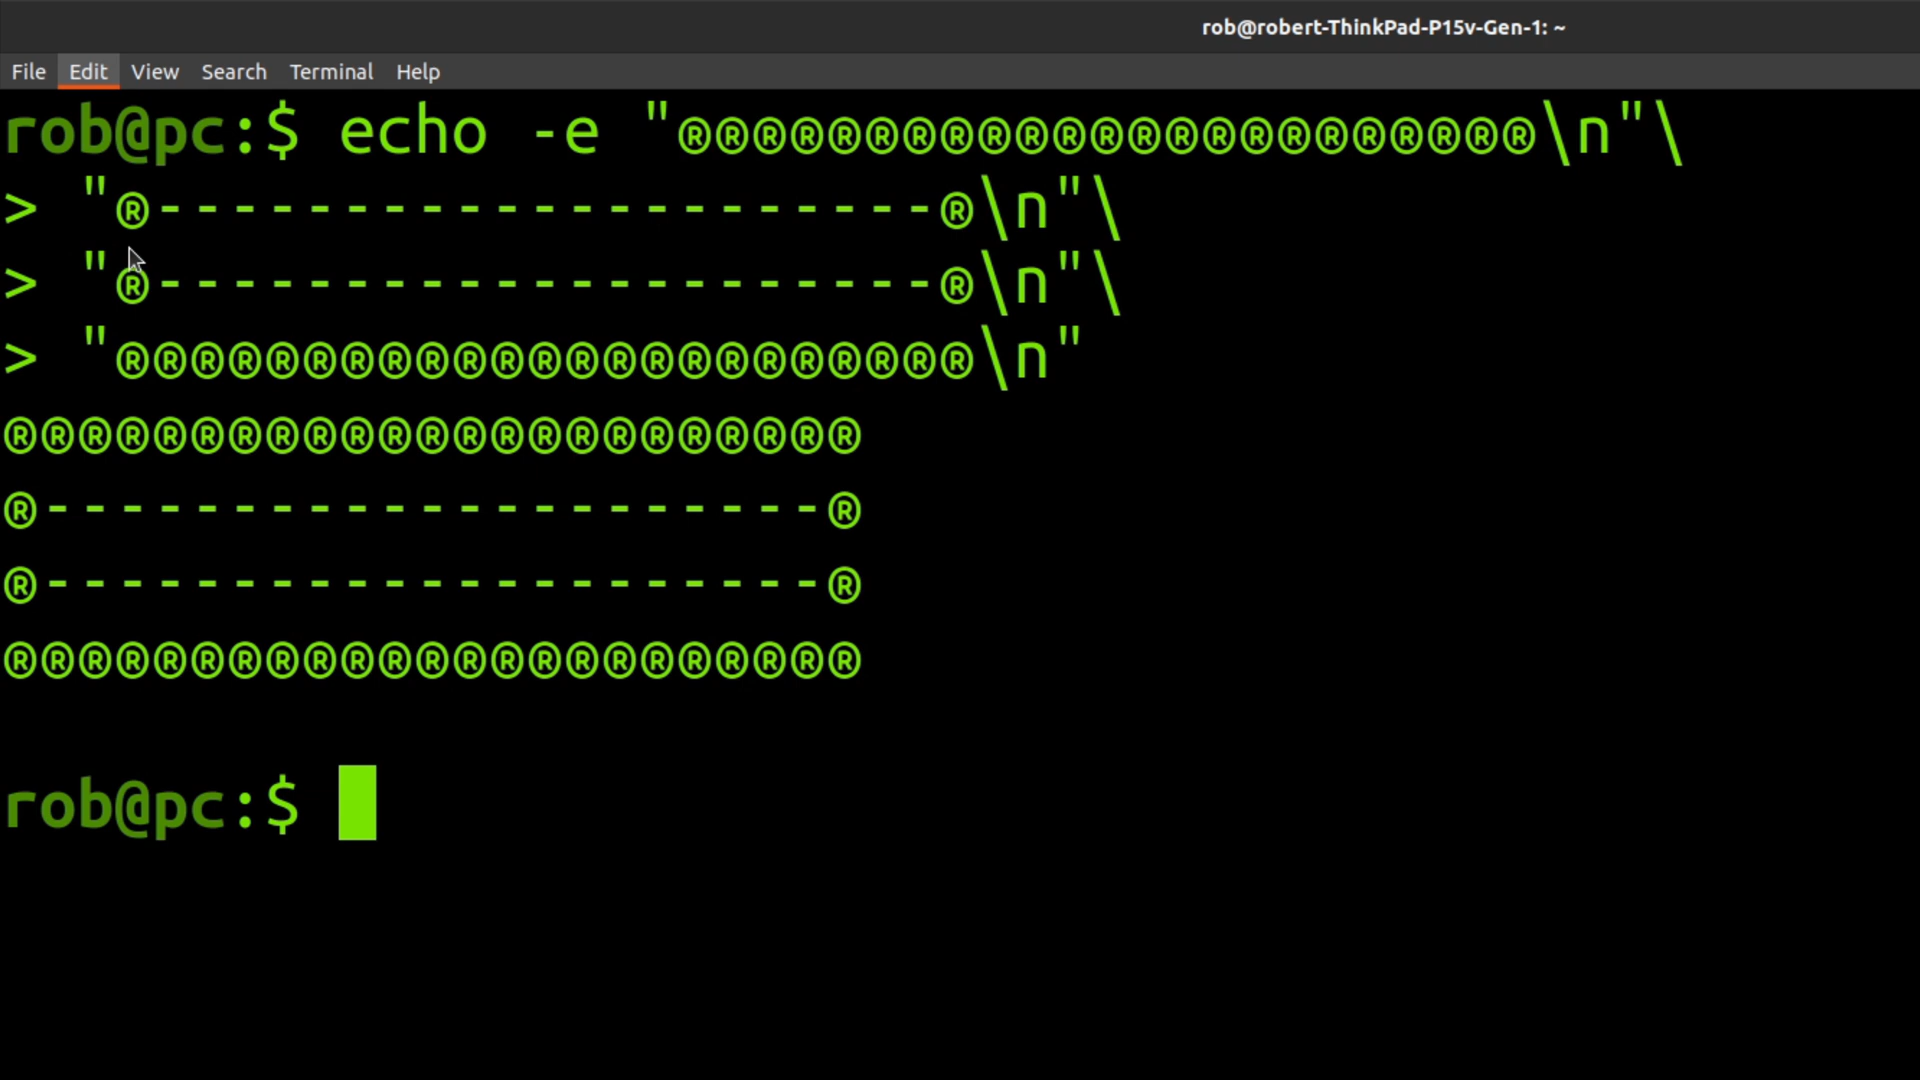 rob@robert-ThinkPad-P15v-Gen-1: ~
File Edit View Search Terminal Help
rob@pc:$ echo -e "®®®®®®®®®®®®®®®®®®®®®®®\n"\
> "®---------------------®\n"\
> "®---------------------®\n"\
> "®®®®®®®®®®®®®®®®®®®®®®®\n"
®®®®®®®®®®®®®®®®®®®®®®®
®---------------------®
®---------------------®
®®®®®®®®®®®®®®®®®®®®®®®
rob@pc:$